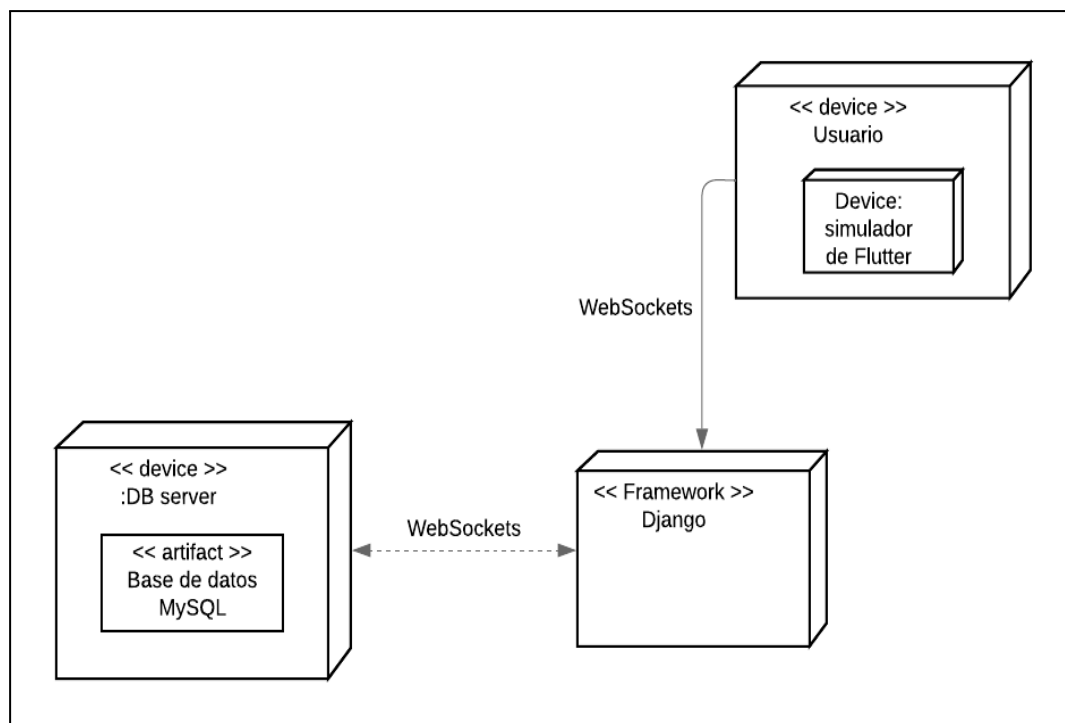 << device >>
Usuario
Device:
simulador
de Flutter
WebSockets
<< device >>
:DB server
<< artifact >>
Base de datos
MySQL
WebSockets
<< Framework >>
Django